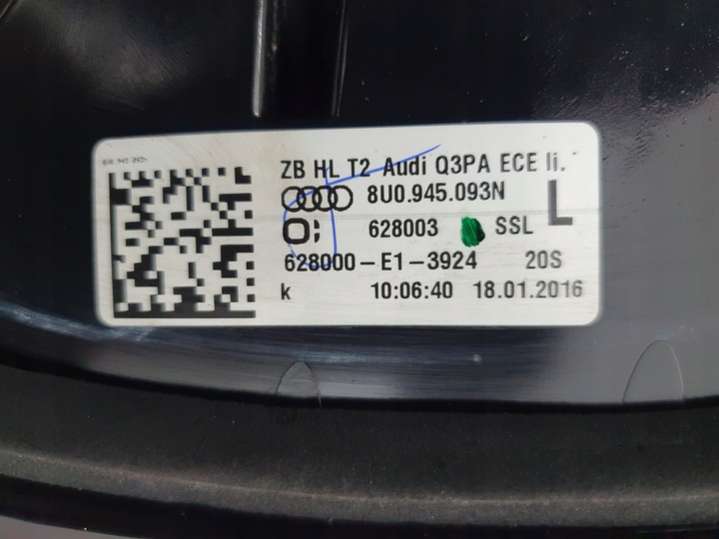 ZB HL T2 Audi Q3PA ECE li.
8U0.945.093N
L
628003 SSL
628000-E1-3924 20S
k 10:06:40 18.01.2016